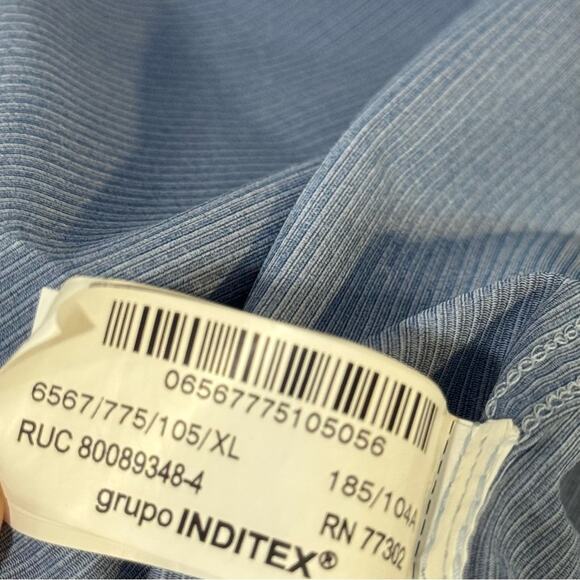 06567775105056
6567/775/105/XL
185/104A
RUC 80089348-4
RN 77302
grupo INDITEX®